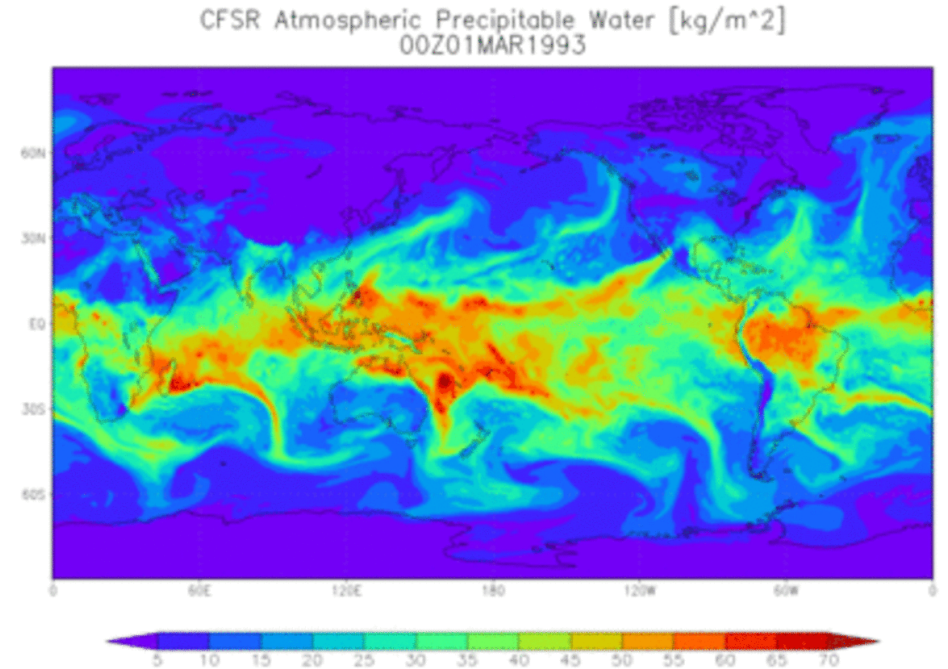 CFSR Atmospheric Precipitable Water [kg/m^2]
00Z01MAR1993
60N
30N
EQ
30S
60S
0 60E 120E 180 120W 60W 0
5 10 15 20 25 30 35 40 45 50 55 60 65 70